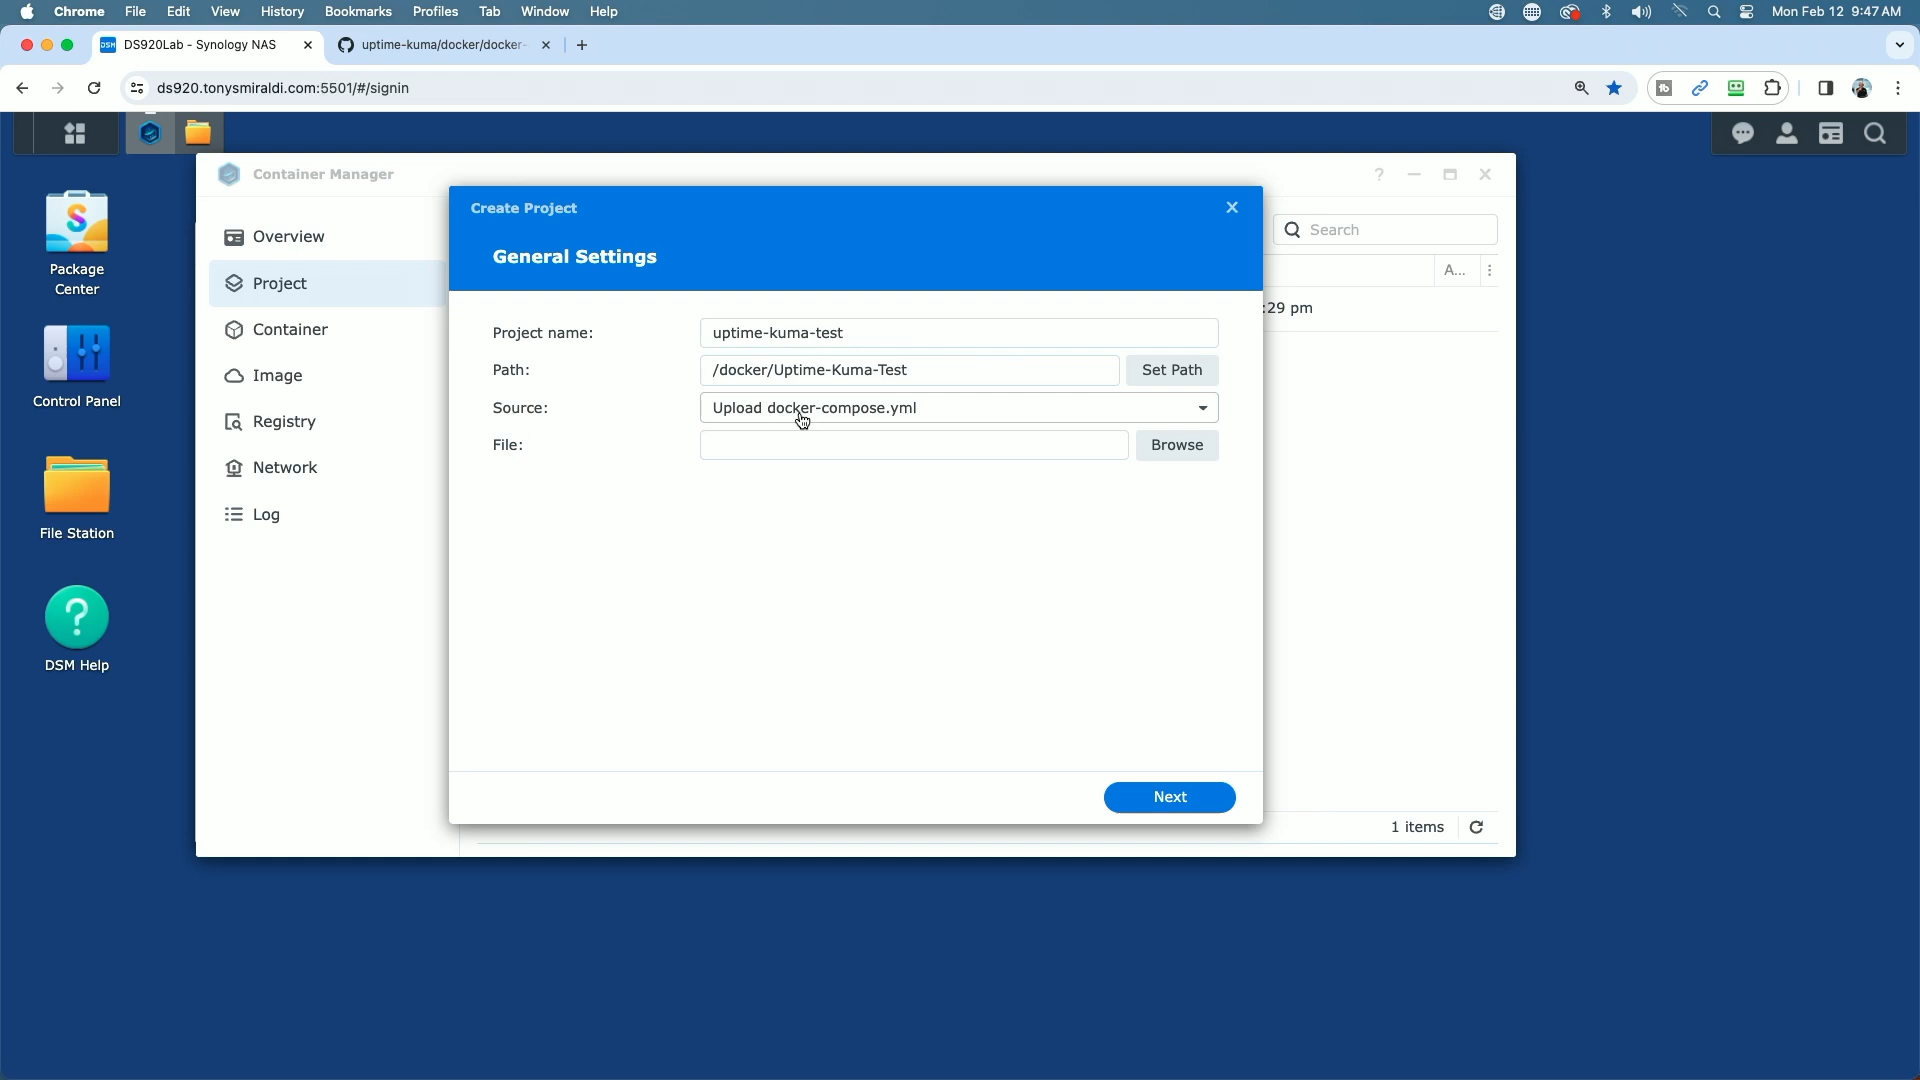 Chrome File Edit View History Bookmarks Profiles Tab Window Help Mon Feb 12 9:47 AM
DS920Lab - Synology NAS uptime-kuma/docker/docker-
ds920.tonysmiraldi.com:5501/#/signin
Container Manager
Create Project
General Settings
Search
Overview
Project
Container
Image
Registry
Network
Log
A...
:29 pm
Project name: uptime-kuma-test
Path: /docker/Uptime-Kuma-Test Set Path
Source: Upload docker-compose.yml
File: Browse
Next
1 items
Package
Center
Control Panel
File Station
DSM Help